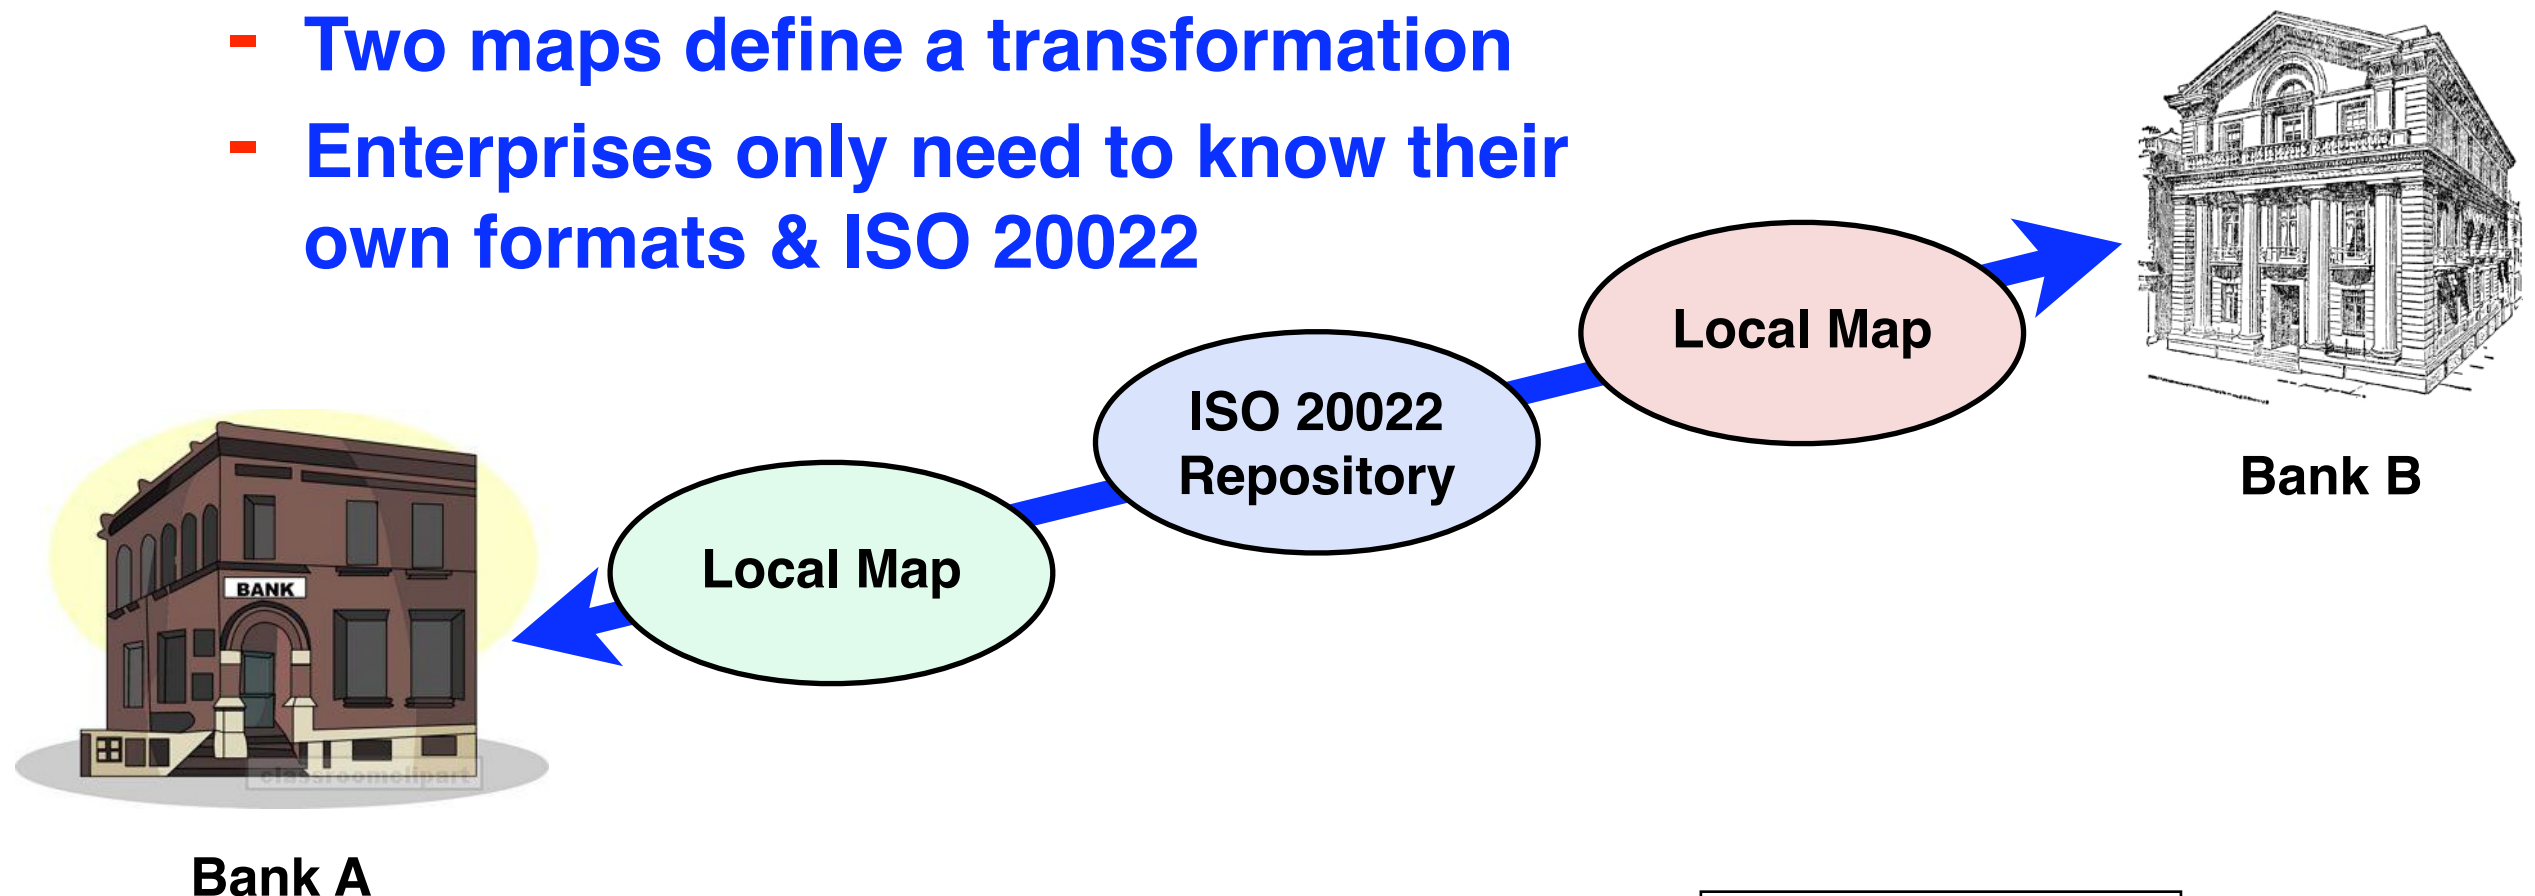 - Two maps define a transformation
- Enterprises only need to know their
own formats & ISO 20022
Local Map
ISO 20022
Repository
Local Map
Bank B
BANK
classroomclipart
Bank A